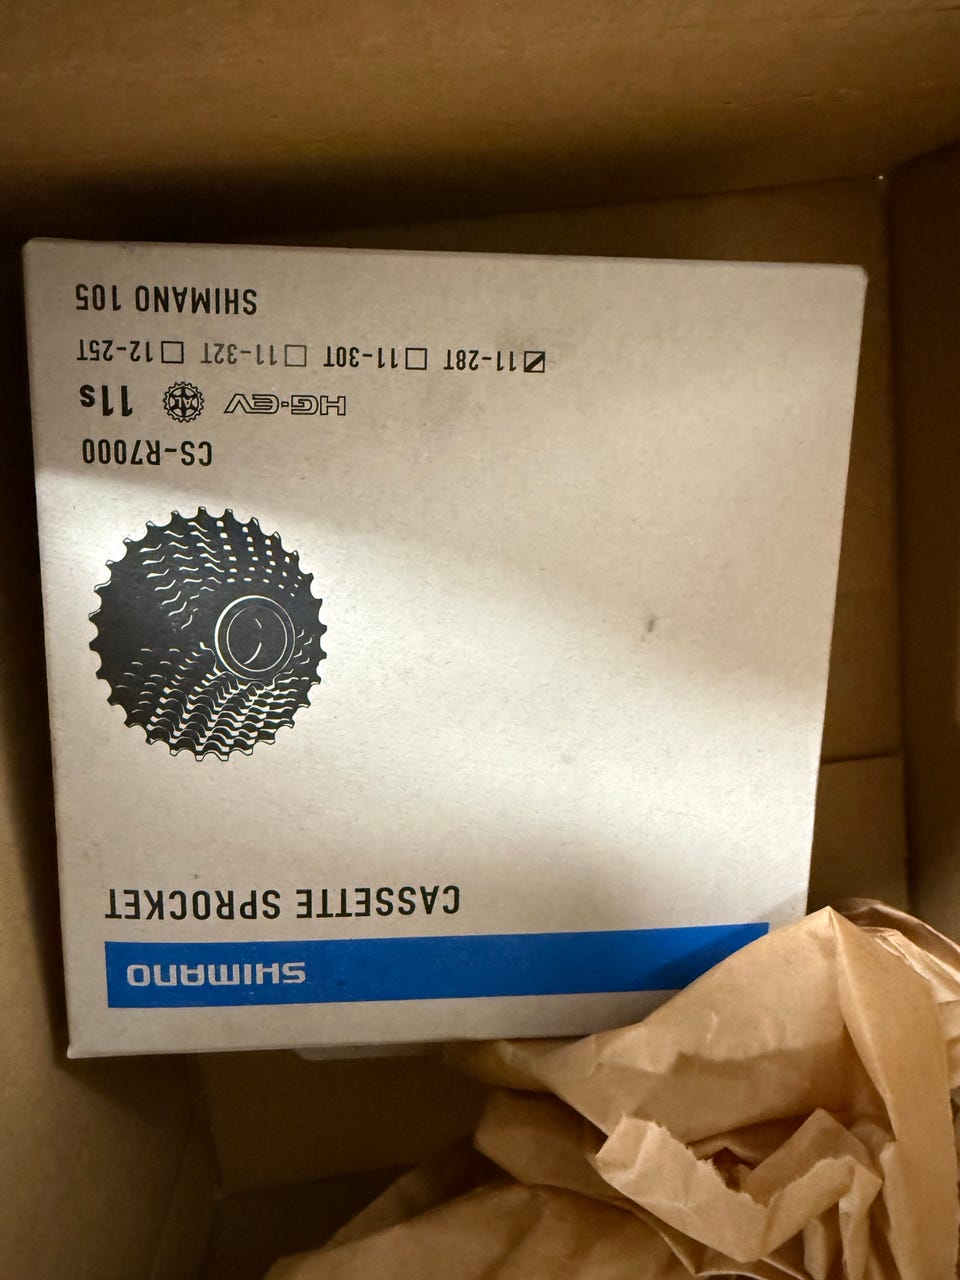 SHIMANO
CASSETTE SPROCKET
CS-R7000
HG-EV 11s
11-28T 11-30T 11-32T 12-25T
SHIMANO 105